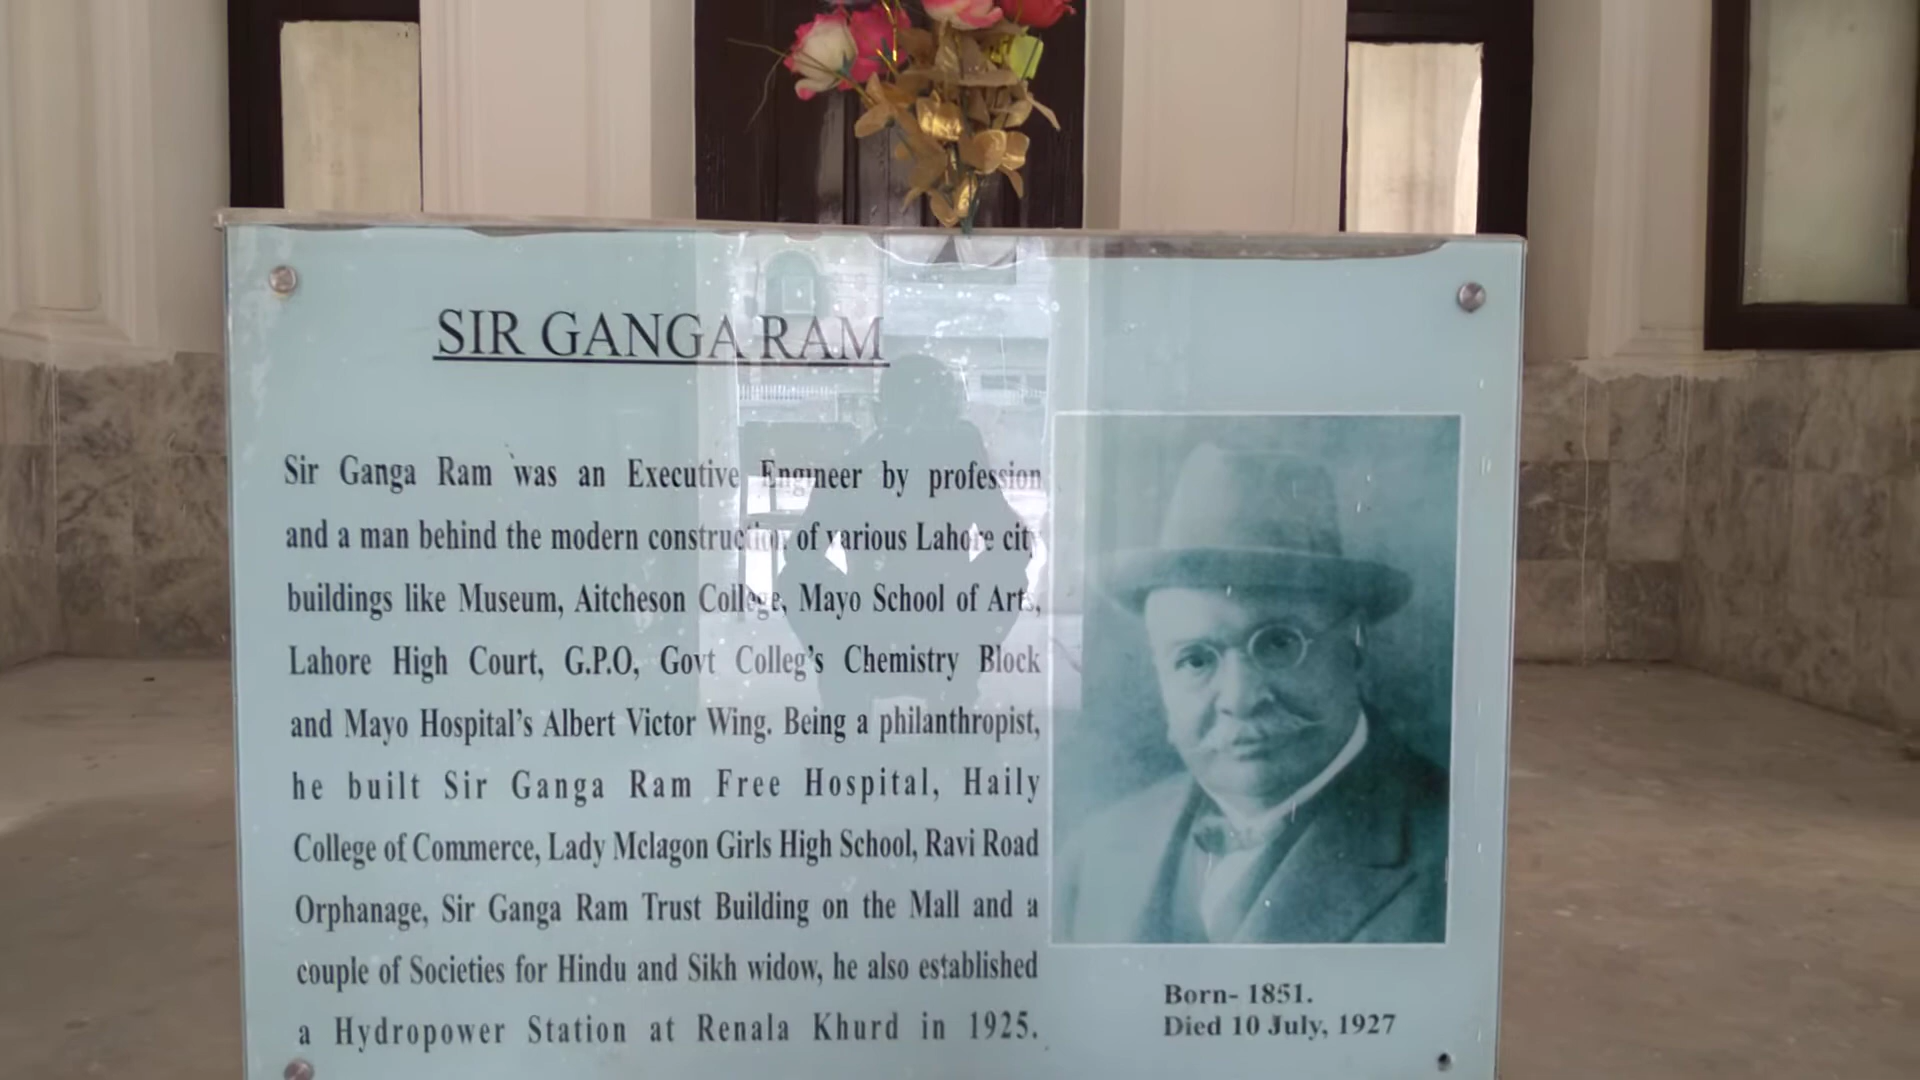 SIR GANGA RAM
Sir Ganga Ram was an Executive Engineer by profession
and a man behind the modern construction of various Lahore city
buildings like Museum, Aitcheson College, Mayo School of Arts,
Lahore High Court, G.P.O, Govt Colleg's Chemistry Block
and Mayo Hospital's Albert Victor Wing. Being a philanthropist,
he built Sir Ganga Ram Free Hospital, Haily
College of Commerce, Lady Mclagon Girls High School, Ravi Road
Orphanage, Sir Ganga Ram Trust Building on the Mall and a
couple of Societies for Hindu and Sikh widow, he also established
a Hydropower Station at Renala Khurd in 1925.
Born- 1851.
Died 10 July, 1927